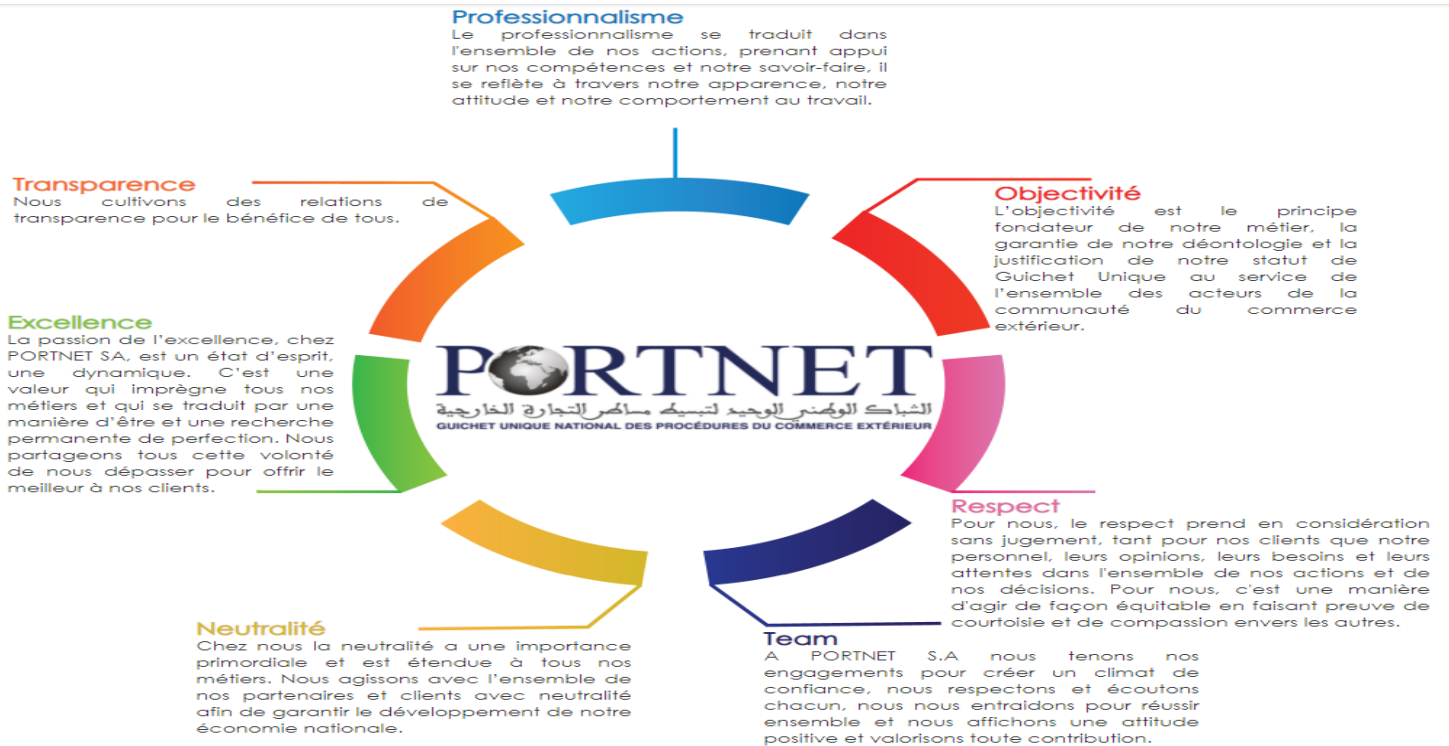 Professionnalisme
Le professionnalisme se traduit dans
l'ensemble de nos actions, prenant appui
sur nos compétences et notre savoir-faire, il
se reflète à travers notre apparence, notre
attitude et notre comportement au travail.
Transparence
Nous cultivons des relations de
transparence pour le bénéfice de tous.
Objectivité
L'objectivité est le principe
fondateur de notre métier, la
garantie de notre déontologie et la
justification de notre statut de
Guichet Unique au service de
l'ensemble des acteurs de la
communauté du commerce
extérieur.
Excellence
La passion de l'excellence, chez
PORTNET SA, est un état d'esprit,
une dynamique. C'est une
valeur qui imprègne tous nos
métiers et qui se traduit par une
manière d'être et une recherche
permanente de perfection. Nous
partageons tous cette volonté
de nous dépasser pour offrir le
meilleur à nos clients.
PORTNET
الشباك الوطني الوحيد لتبسيط مساطر التجارة الخارجية
GUICHET UNIQUE NATIONAL DES PROCÉDURES DU COMMERCE EXTÉRIEUR
Respect
Pour nous, le respect prend en considération
sans jugement, tant pour nos clients que notre
personnel, leurs opinions, leurs besoins et leurs
attentes dans l'ensemble de nos actions et de
nos décisions. Pour nous, c'est une manière
d'agir de façon équitable en faisant preuve de
courtoisie et de compassion envers les autres.
Neutralité
Chez nous la neutralité a une importance
primordiale et est étendue à tous nos
métiers. Nous agissons avec l'ensemble de
nos partenaires et clients avec neutralité
afin de garantir le développement de notre
économie nationale.
Team
A PORTNET S.A nous tenons nos
engagements pour créer un climat de
confiance, nous respectons et écoutons
chacun, nous nous entraidons pour réussir
ensemble et nous affichons une attitude
positive et valorisons toute contribution.